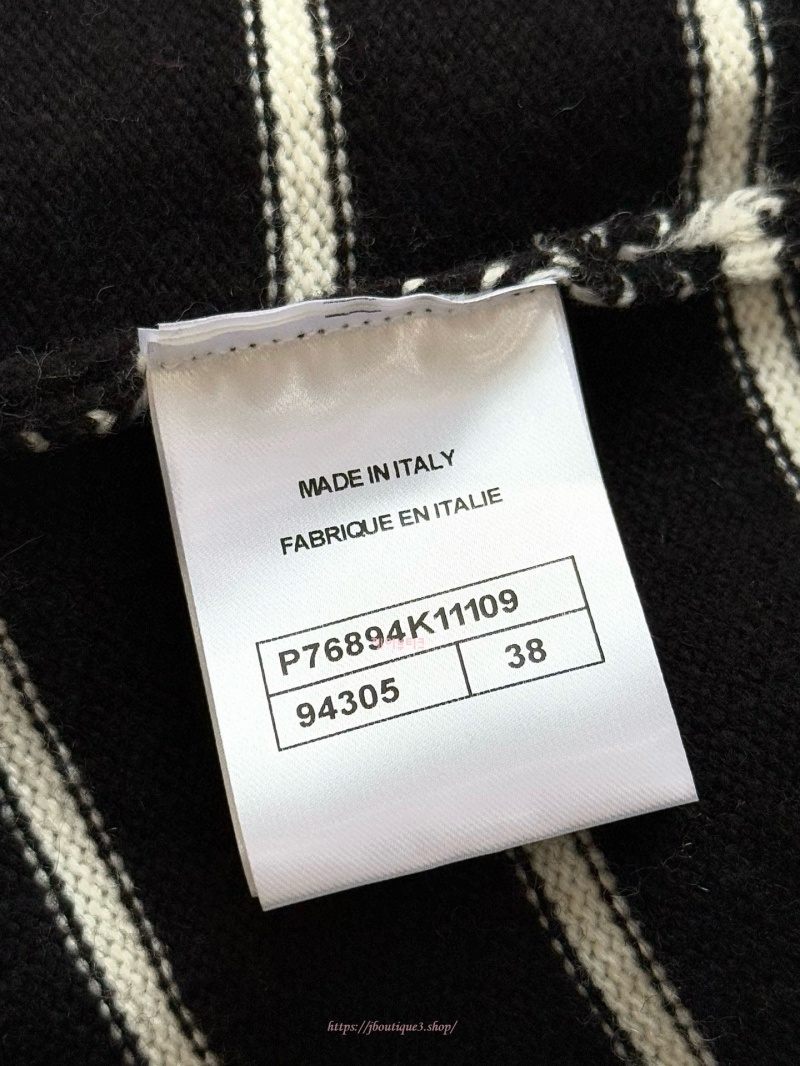 MADE IN ITALY
FABRIQUE EN ITALIE
P76894K11109
94305 38
https://jboutique3.shop/